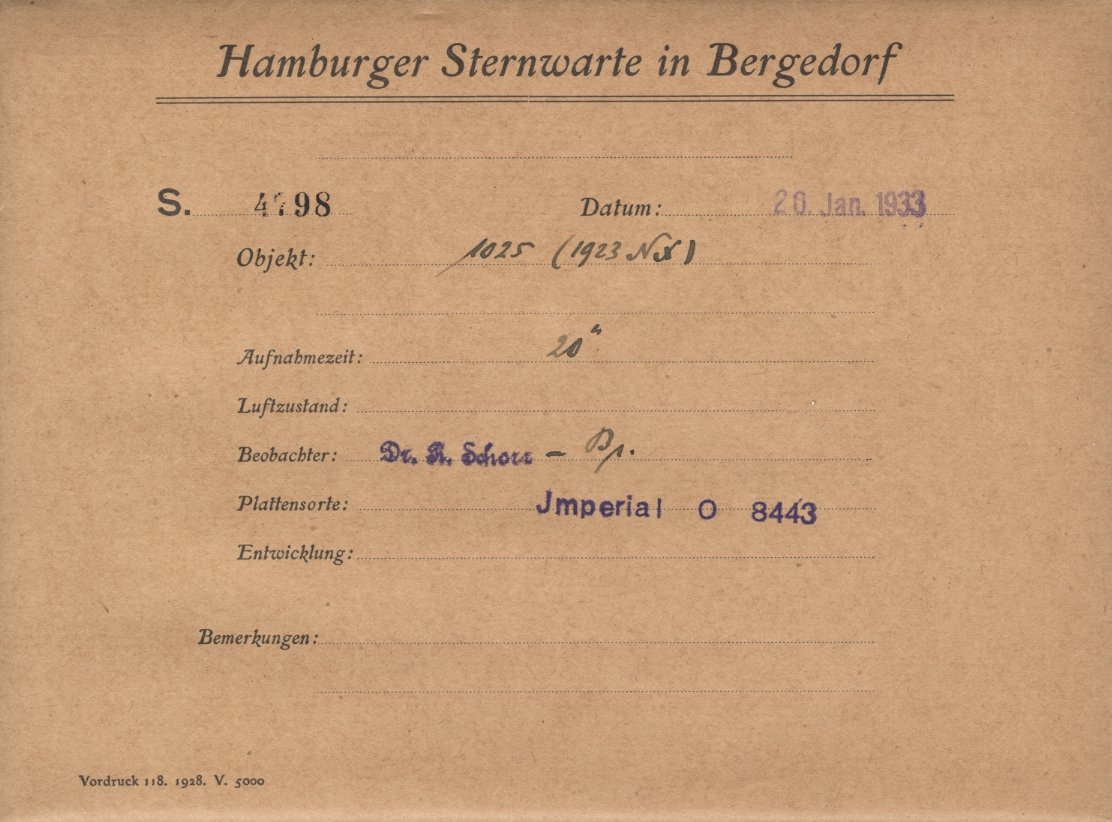 Hamburger Sternwarte in Bergedorf
S. 4798 Datum: 20. Jan. 1933
Objekt: 1025 (1923 NX)
Aufnahmezeit: 20
Luftzustand:
Beobachter: Dr. R. Schorr –
Plattensorte: Jmperial O 8443
Entwicklung:
Bemerkungen:
Vordruck 118. 1928. V. 5000